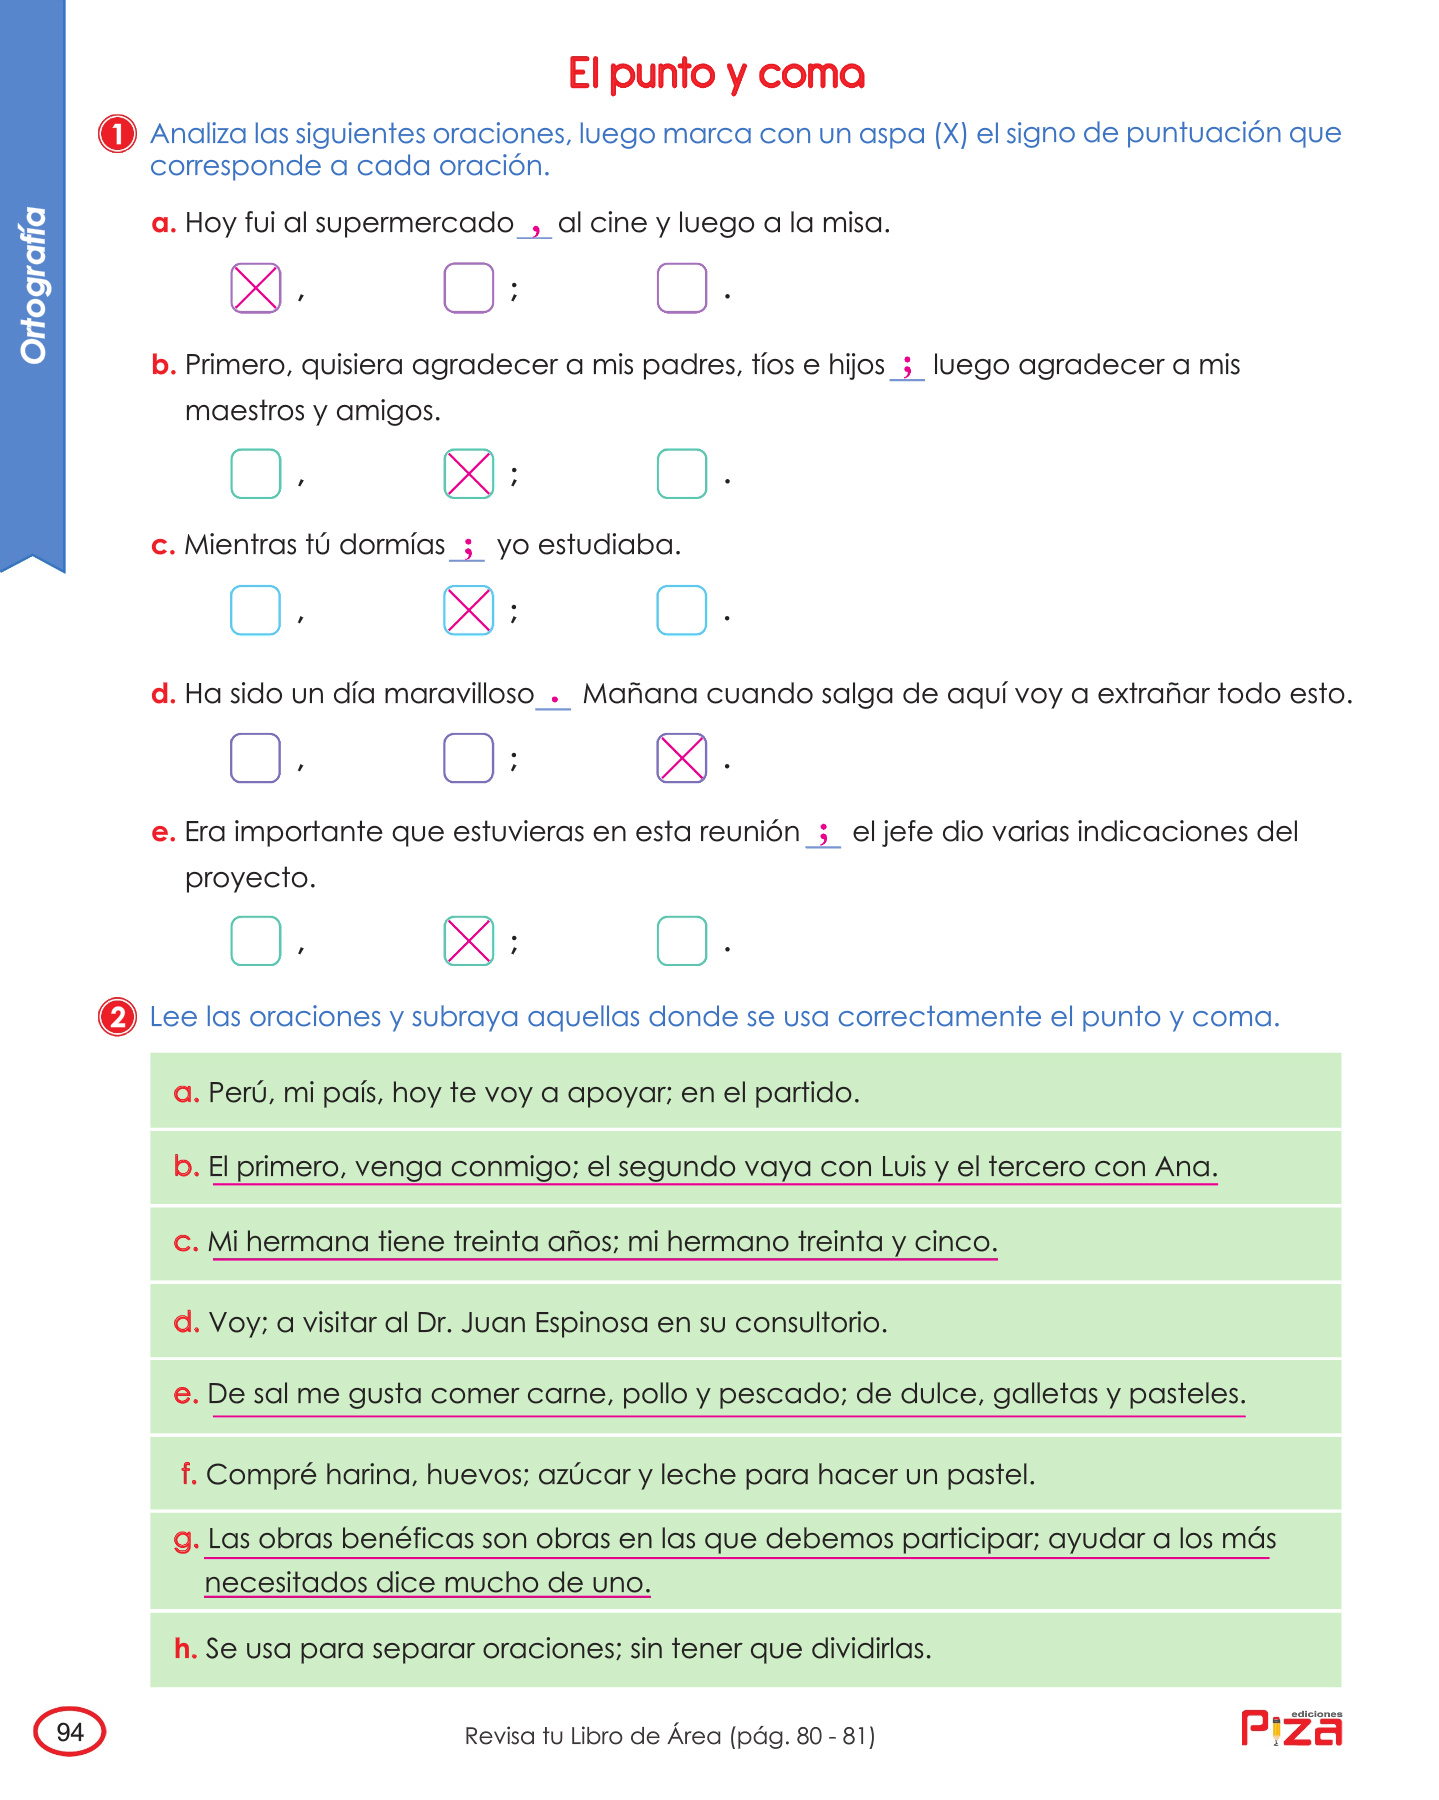 Ortografía
El punto y coma
1 Analiza las siguientes oraciones, luego marca con un aspa (X) el signo de puntuación que
corresponde a cada oración.
a. Hoy fui al supermercado , al cine y luego a la misa.
X , ; .
b. Primero, quisiera agradecer a mis padres, tíos e hijos ; luego agradecer a mis
maestros y amigos.
, X ; .
c. Mientras tú dormías ; yo estudiaba.
, X ; .
d. Ha sido un día maravilloso . Mañana cuando salga de aquí voy a extrañar todo esto.
, ; X .
e. Era importante que estuvieras en esta reunión ; el jefe dio varias indicaciones del
proyecto.
, X ; .
2 Lee las oraciones y subraya aquellas donde se usa correctamente el punto y coma.
a. Perú, mi país, hoy te voy a apoyar; en el partido.
b. El primero, venga conmigo; el segundo vaya con Luis y el tercero con Ana.
c. Mi hermana tiene treinta años; mi hermano treinta y cinco.
d. Voy; a visitar al Dr. Juan Espinosa en su consultorio.
e. De sal me gusta comer carne, pollo y pescado; de dulce, galletas y pasteles.
f. Compré harina, huevos; azúcar y leche para hacer un pastel.
g. Las obras benéficas son obras en las que debemos participar; ayudar a los más
necesitados dice mucho de uno.
h. Se usa para separar oraciones; sin tener que dividirlas.
94
Revisa tu Libro de Área (pág. 80 - 81)
ediciones
Piza